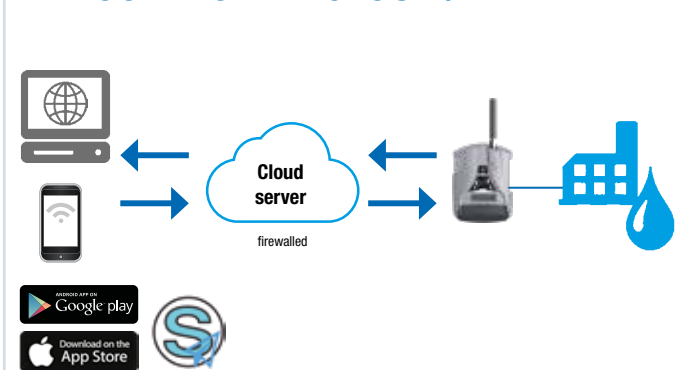 Cloud
server
firewalled
ANDROID APP ON
Google play
Download on the
App Store
S